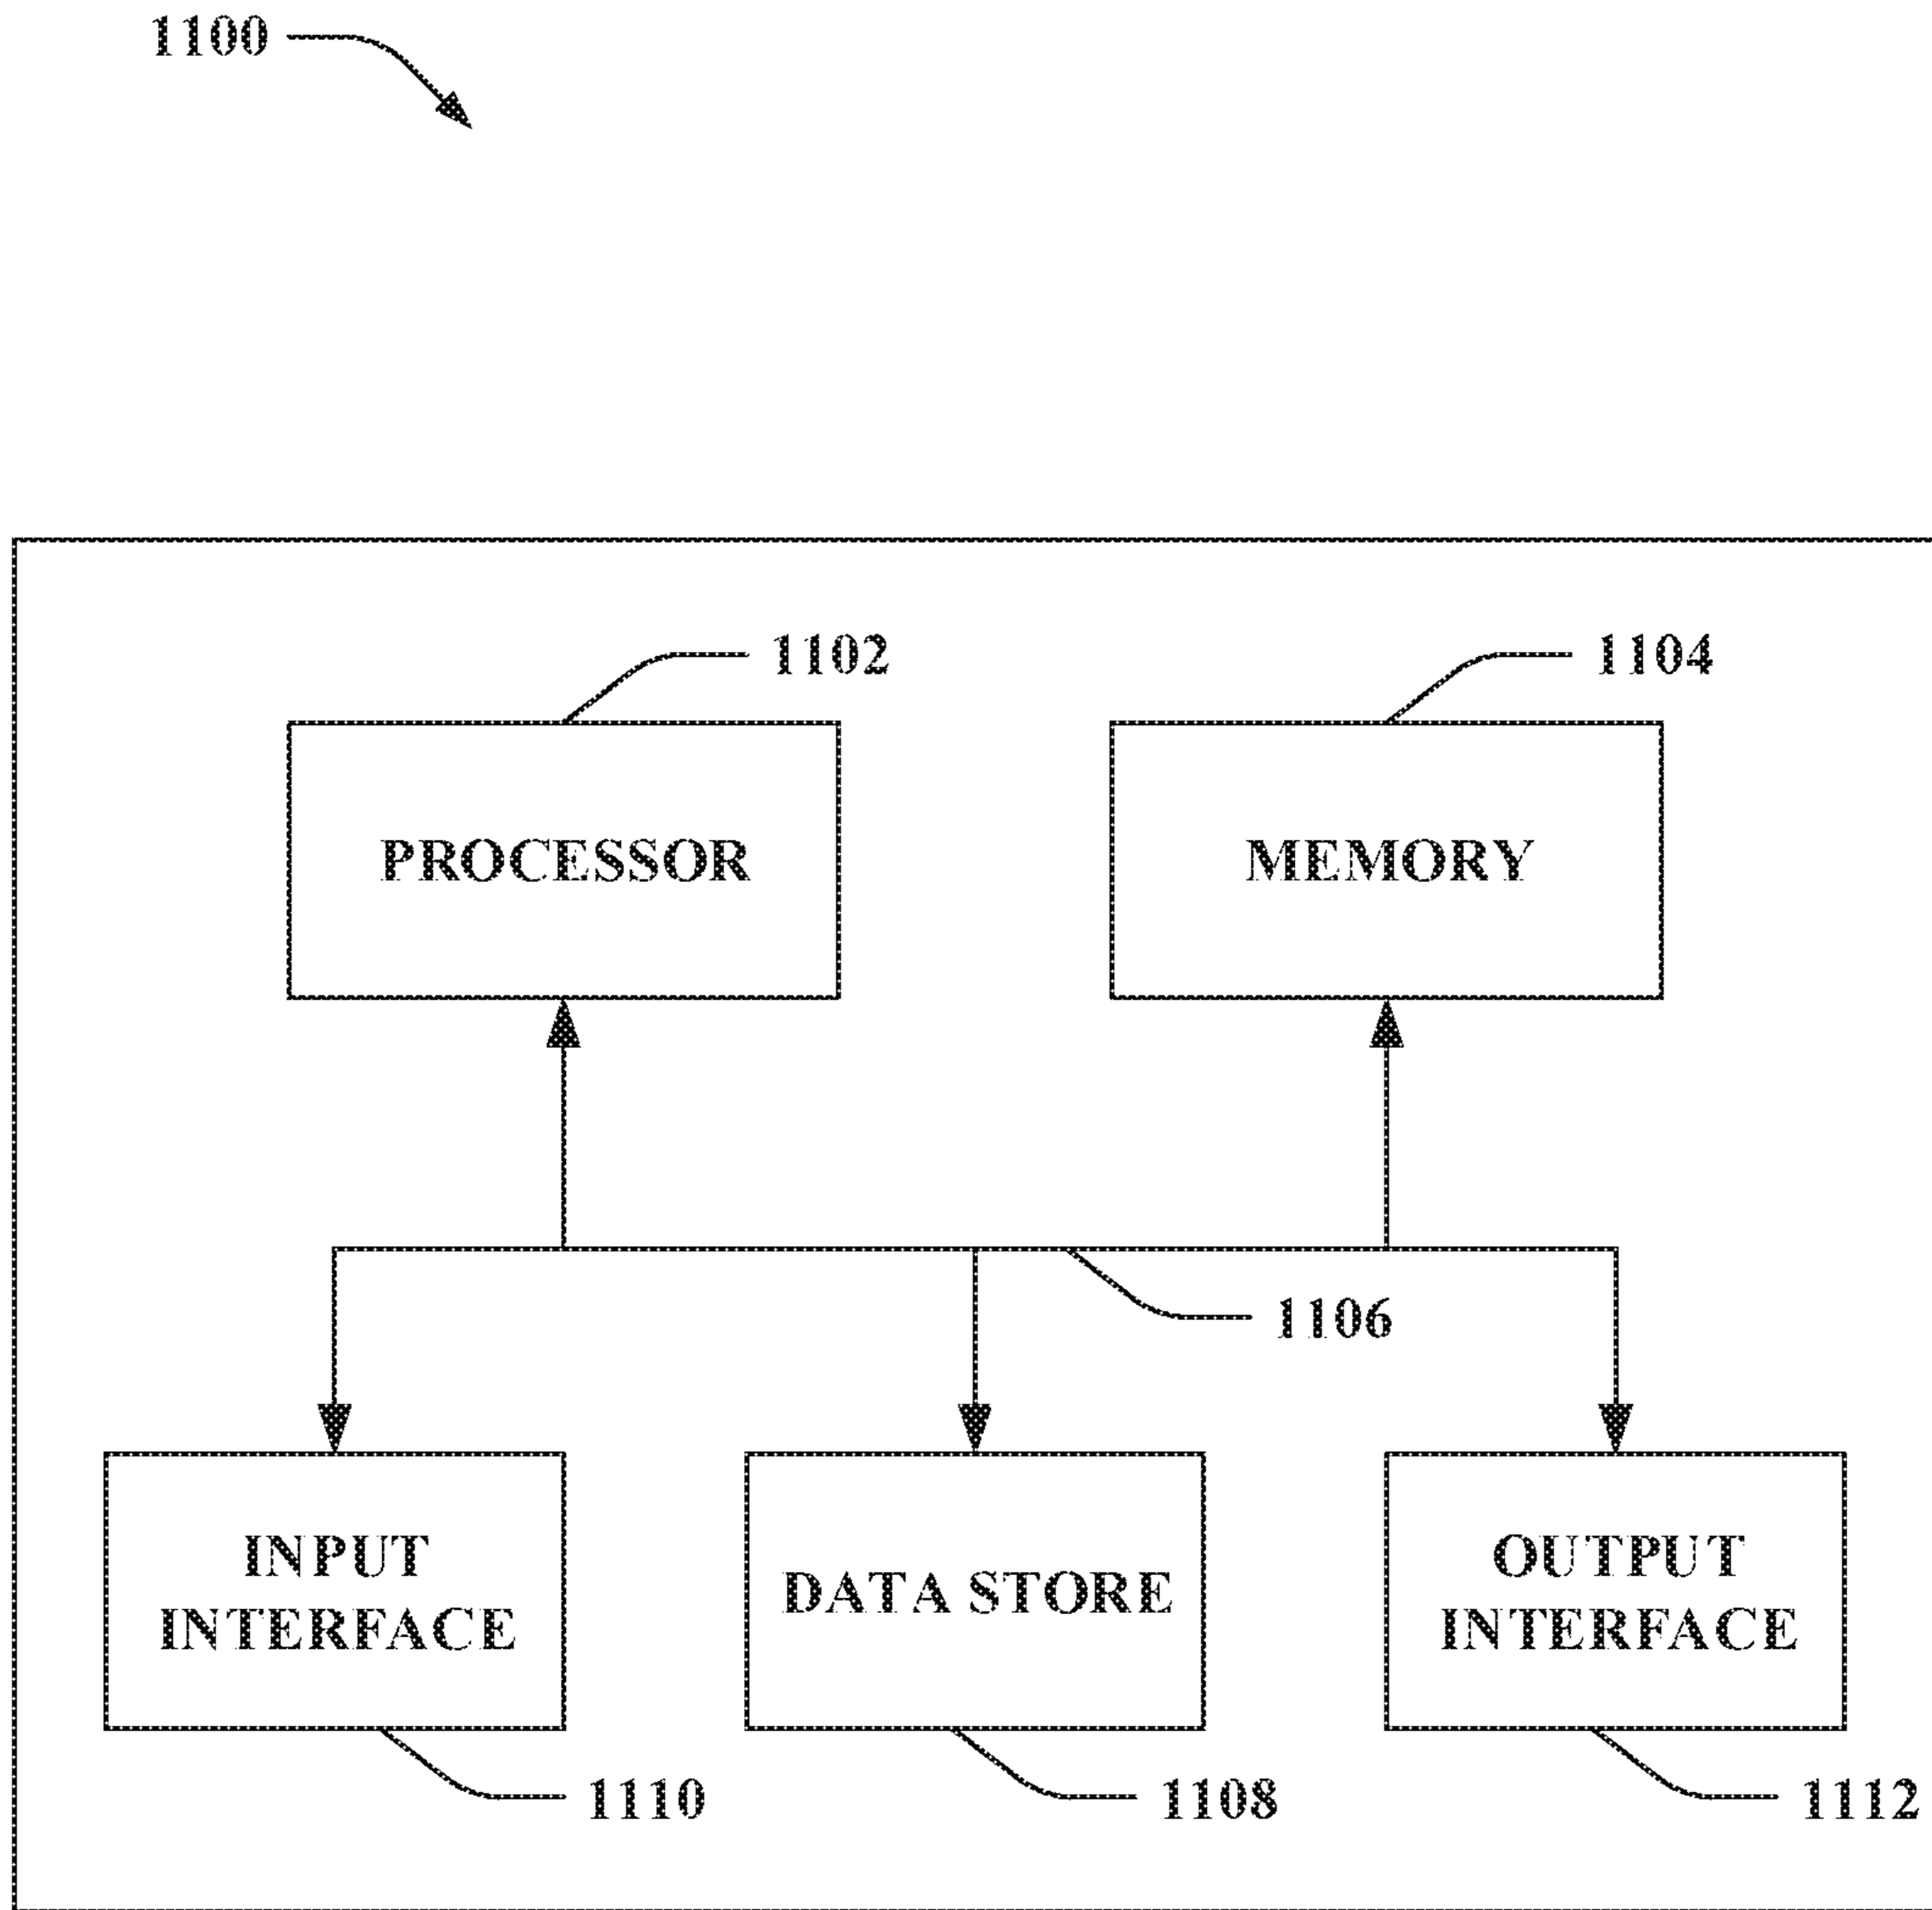 1100
1102
1104
PROCESSOR
MEMORY
1106
INPUT
INTERFACE
DATA STORE
OUTPUT
INTERFACE
1110
1108
1112